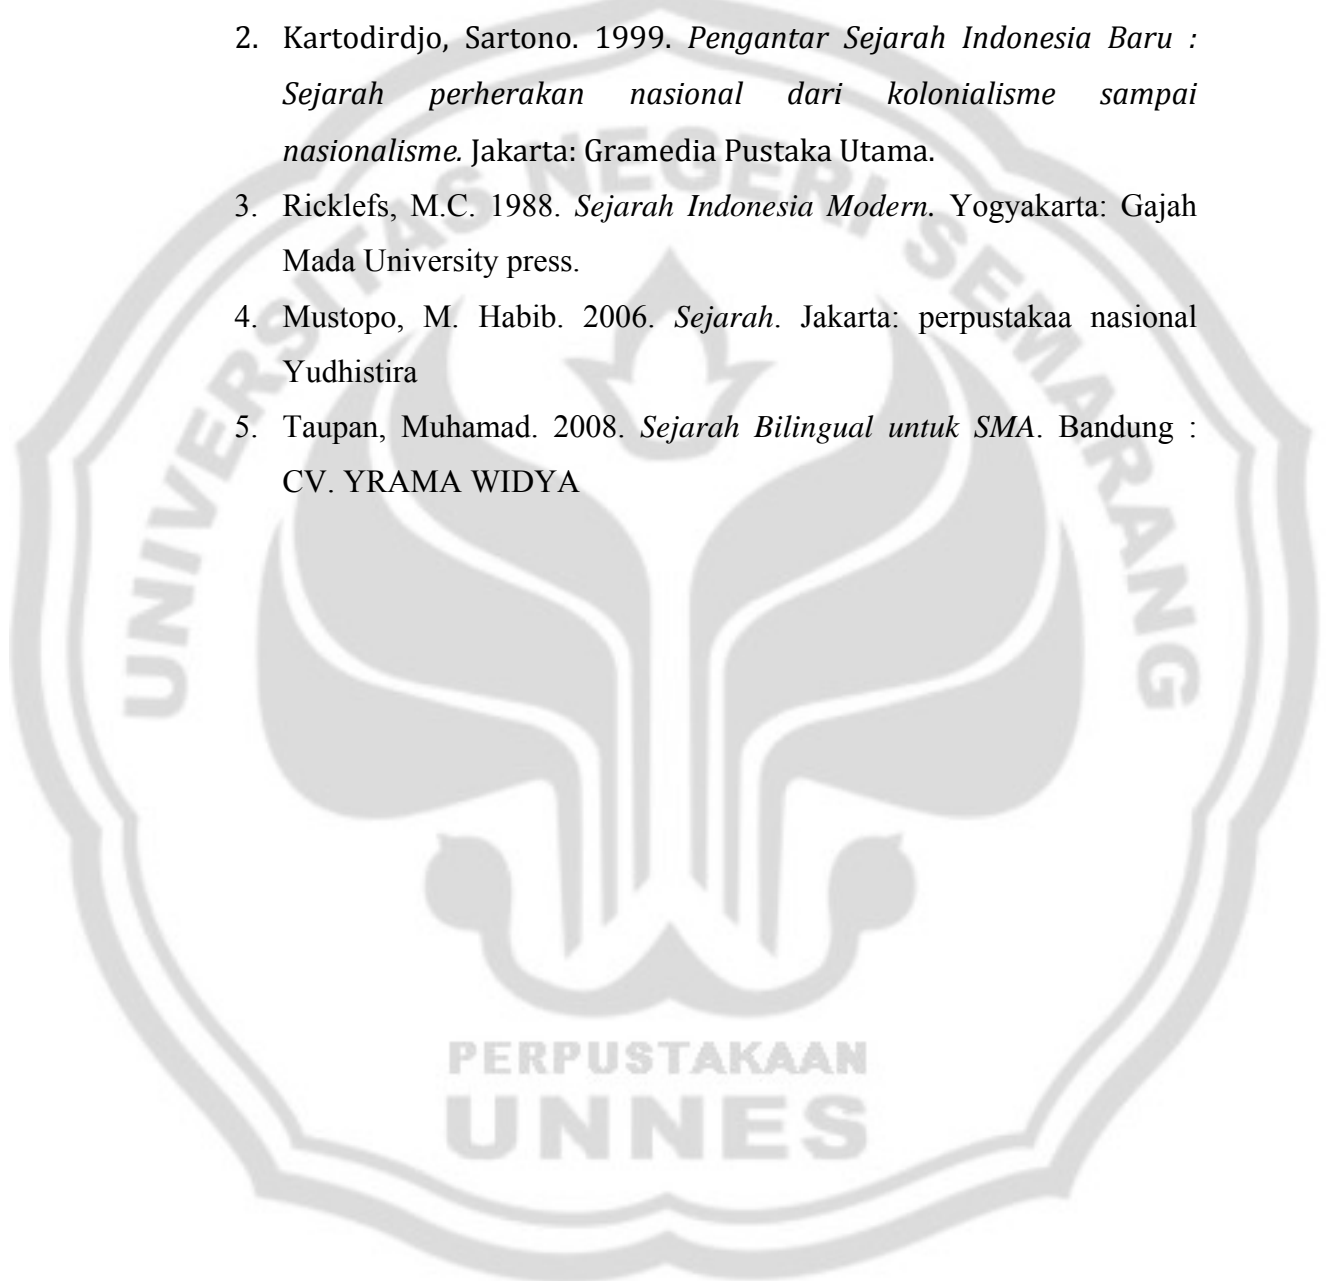 2. Kartodirdjo, Sartono. 1999. Pengantar Sejarah Indonesia Baru :
Sejarah perherakan nasional dari kolonialisme sampai
nasionalisme. Jakarta: Gramedia Pustaka Utama.
3. Ricklefs, M.C. 1988. Sejarah Indonesia Modern. Yogyakarta: Gajah
Mada University press.
4. Mustopo, M. Habib. 2006. Sejarah. Jakarta: perpustakaa nasional
Yudhistira
5. Taupan, Muhamad. 2008. Sejarah Bilingual untuk SMA. Bandung :
CV. YRAMA WIDYA
UNIVERSITAS NEGERI SEMARANG
PERPUSTAKAAN
UNNES